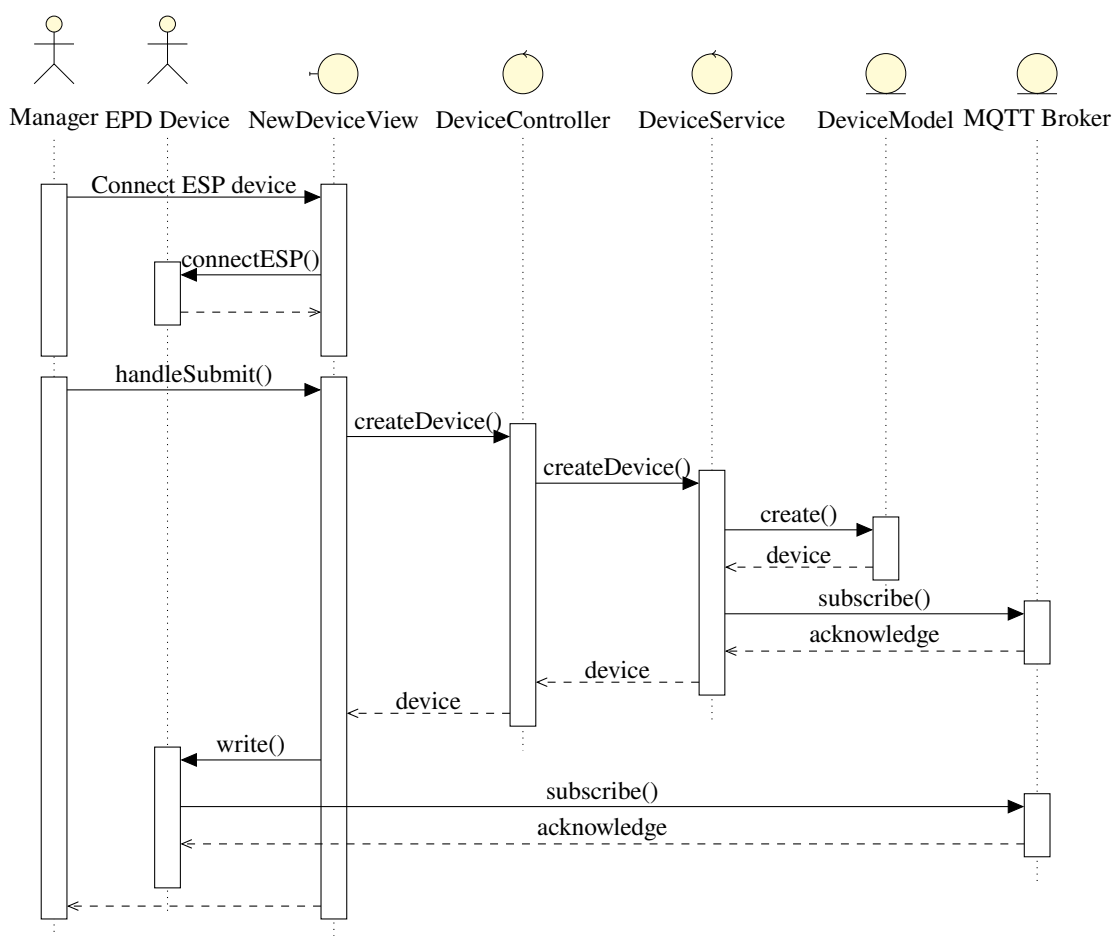 Manager EPD Device NewDeviceView DeviceController DeviceService DeviceModel MQTT Broker
Connect ESP device
connectESP()
handleSubmit()
createDevice()
createDevice()
create()
device
subscribe()
acknowledge
device
device
write()
subscribe()
acknowledge